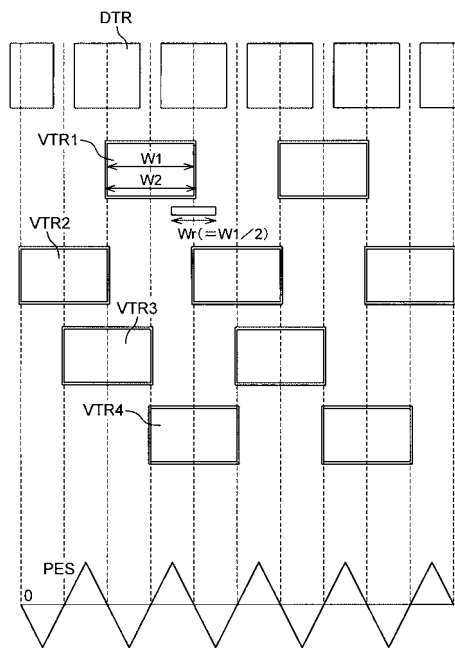 DTR
VTR1
W1
W2
Wr(=W1/2)
VTR2
VTR3
VTR4
PES
0